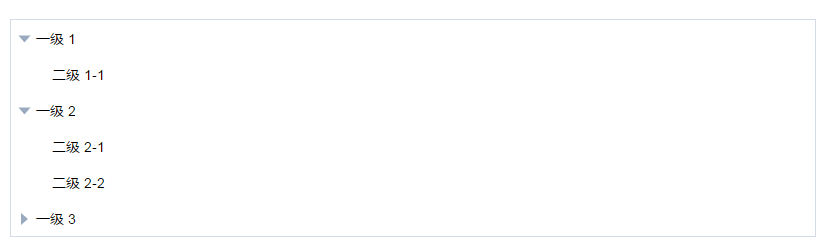 一级 1
二级 1-1
一级 2
二级 2-1
二级 2-2
一级 3